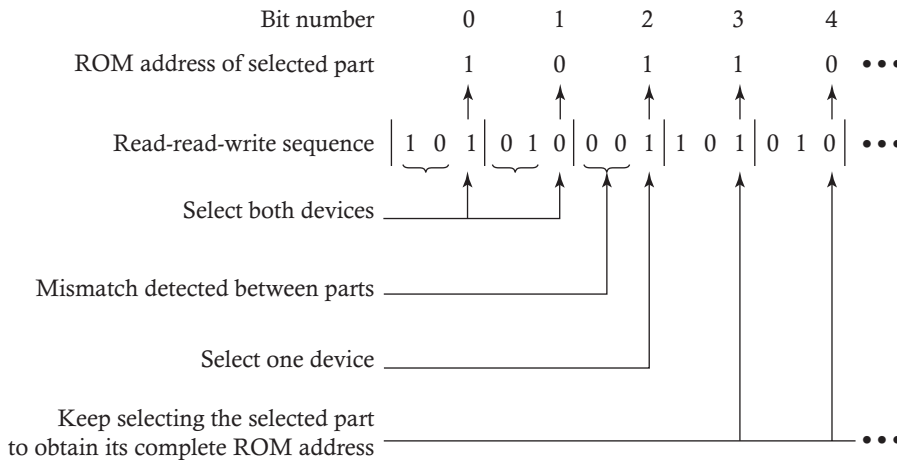 Bit number 0 1 2 3 4
ROM address of selected part 1 0 1 1 0 •••
Read-read-write sequence | 1 0 1 | 0 1 0 | 0 0 1 | 1 0 1 | 0 1 0 | •••
Select both devices
Mismatch detected between parts
Select one device
Keep selecting the selected part
to obtain its complete ROM address •••